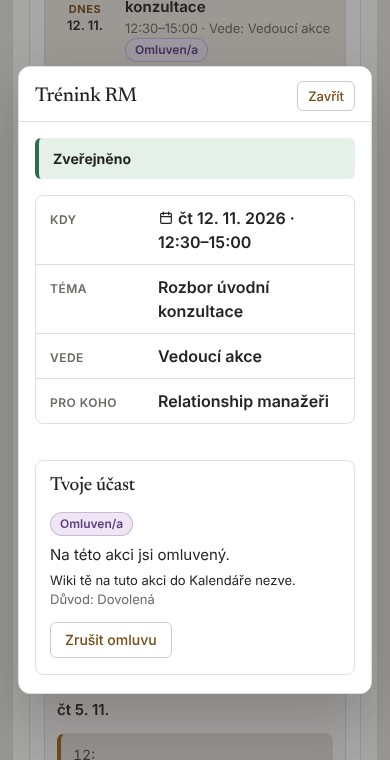 DNES
12. 11.
konzultace
12:30–15:00 · Vede: Vedoucí akce
Omluven/a
Trénink RM
Zavřít
Zveřejněno
KDY
čt 12. 11. 2026 ·
12:30–15:00
TÉMA
Rozbor úvodní
konzultace
VEDE
Vedoucí akce
PRO KOHO
Relationship manažeři
Tvoje účast
Omluven/a
Na této akci jsi omluvený.
Wiki tě na tuto akci do Kalendáře nezve.
Důvod: Dovolená
Zrušit omluvu
čt 5. 11.
12: